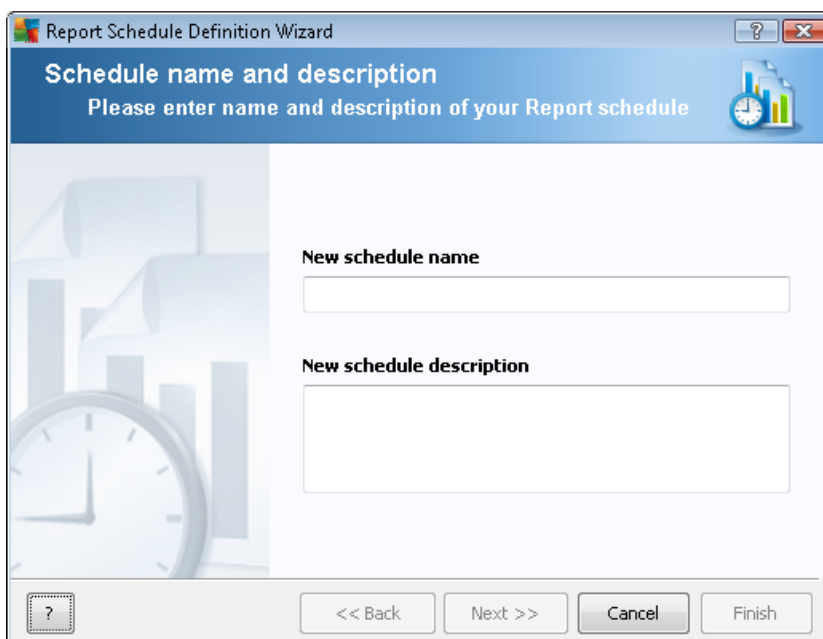 Report Schedule Definition Wizard
?
Schedule name and description
Please enter name and description of your Report schedule
New schedule name
New schedule description
?
<< Back
Next >>
Cancel
Finish